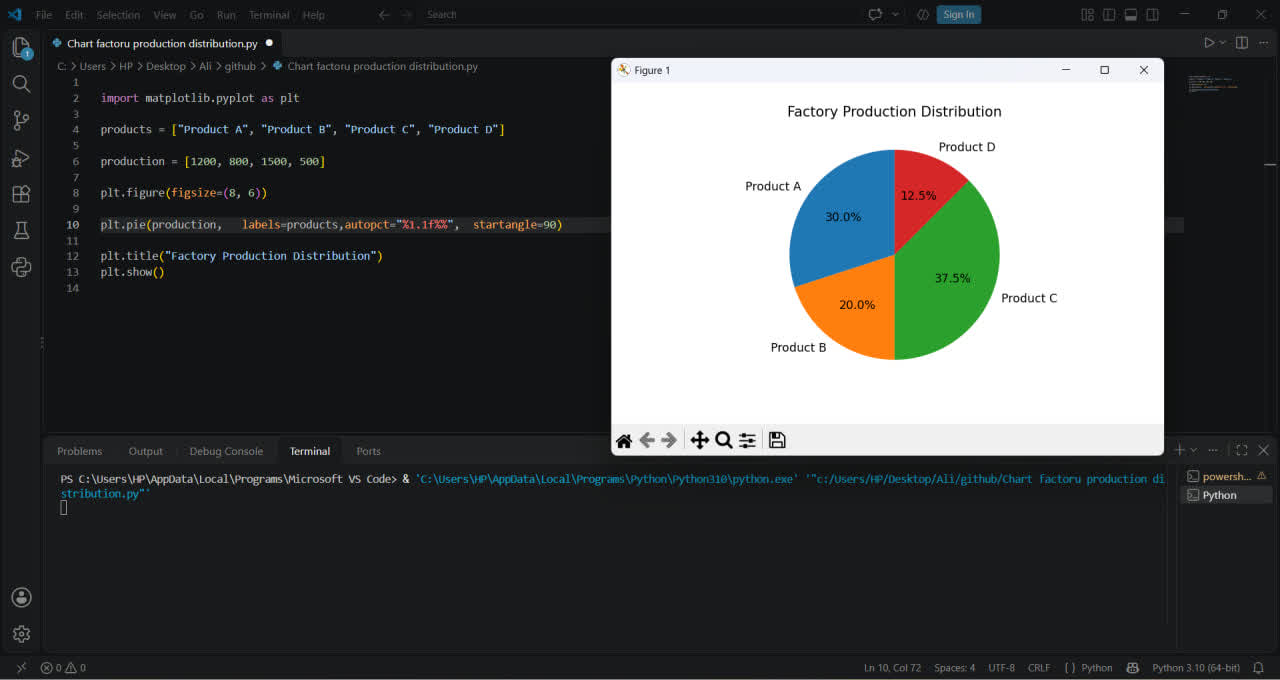 File Edit Selection View Go Run Terminal Help
Search
Sign In
1
Chart factoru production distribution.py
C: > Users > HP > Desktop > Ali > github > Chart factoru production distribution.py
1
2 import matplotlib.pyplot as plt
3
4 products = ["Product A", "Product B", "Product C", "Product D"]
5
6 production = [1200, 800, 1500, 500]
7
8 plt.figure(figsize=(8, 6))
9
10 plt.pie(production,   labels=products,autopct="%1.1f%%",  startangle=90)
11
12 plt.title("Factory Production Distribution")
13 plt.show()
14
Figure 1
Factory Production Distribution
Product D
Product A
12.5%
30.0%
37.5%
Product C
20.0%
Product B
Problems Output Debug Console Terminal Ports
PS C:\Users\HP\AppData\Local\Programs\Microsoft VS Code> & 'C:\Users\HP\AppData\Local\Programs\Python\Python310\python.exe' '"c:/Users/HP/Desktop/Ali/github/Chart factoru production di
stribution.py"'
powersh...
Python
0 0
Ln 10, Col 72 Spaces: 4 UTF-8 CRLF { } Python Python 3.10 (64-bit)